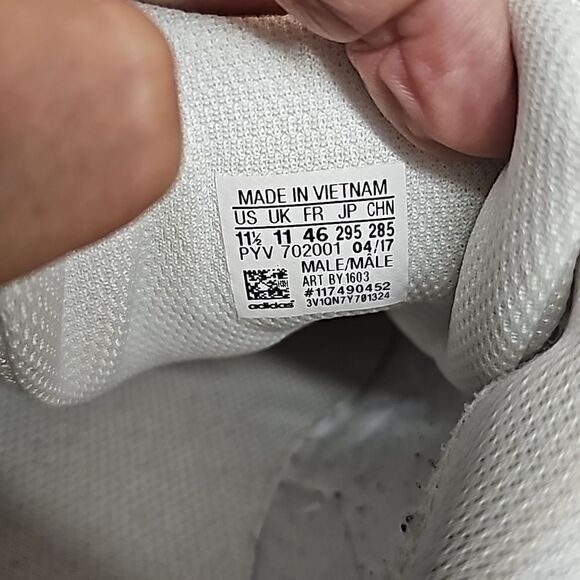 MADE IN VIETNAM
US UK FR JP CHN
11½ 11 46 295 285
PYV 702001 04/17
MALE/MÂLE
ART BY1603
#117490452
3V1QN7Y701324
adidas